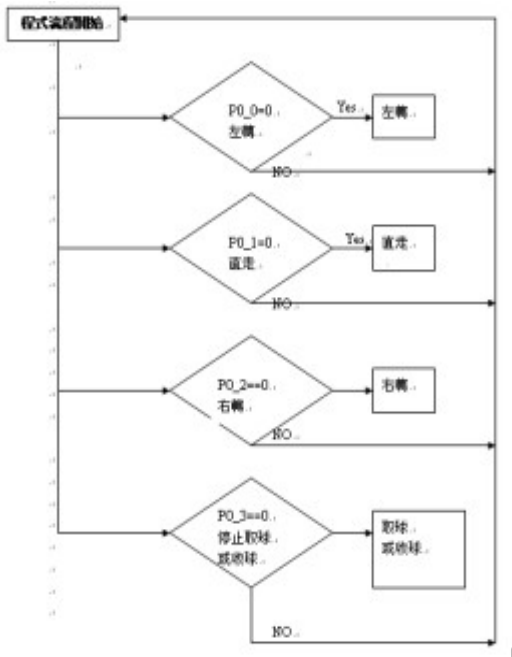 程式流程開始
P0_0=0
左轉
Yes
左轉
NO
P0_1=0
直走
Yes
直走
NO
P0_2==0
右轉
右轉
NO
P0_3==0
停止取球
或收球
取球
或收球
NO